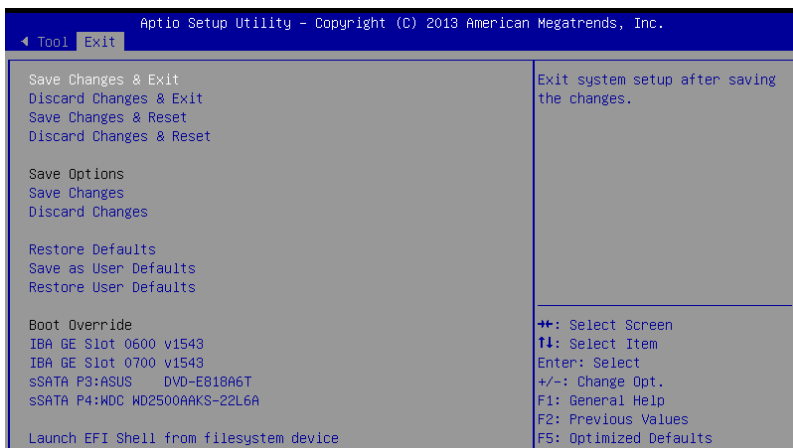 Aptio Setup Utility – Copyright (C) 2013 American Megatrends, Inc.
Tool Exit
Save Changes & Exit
Discard Changes & Exit
Save Changes & Reset
Discard Changes & Reset
Save Options
Save Changes
Discard Changes
Restore Defaults
Save as User Defaults
Restore User Defaults
Boot Override
IBA GE Slot 0600 v1543
IBA GE Slot 0700 v1543
sSATA P3:ASUS DVD-E818A6T
sSATA P4:WDC WD2500AAKS-22L6A
Launch EFI Shell from filesystem device
Exit system setup after saving
the changes.
→←: Select Screen
↑↓: Select Item
Enter: Select
+/-: Change Opt.
F1: General Help
F2: Previous Values
F5: Optimized Defaults